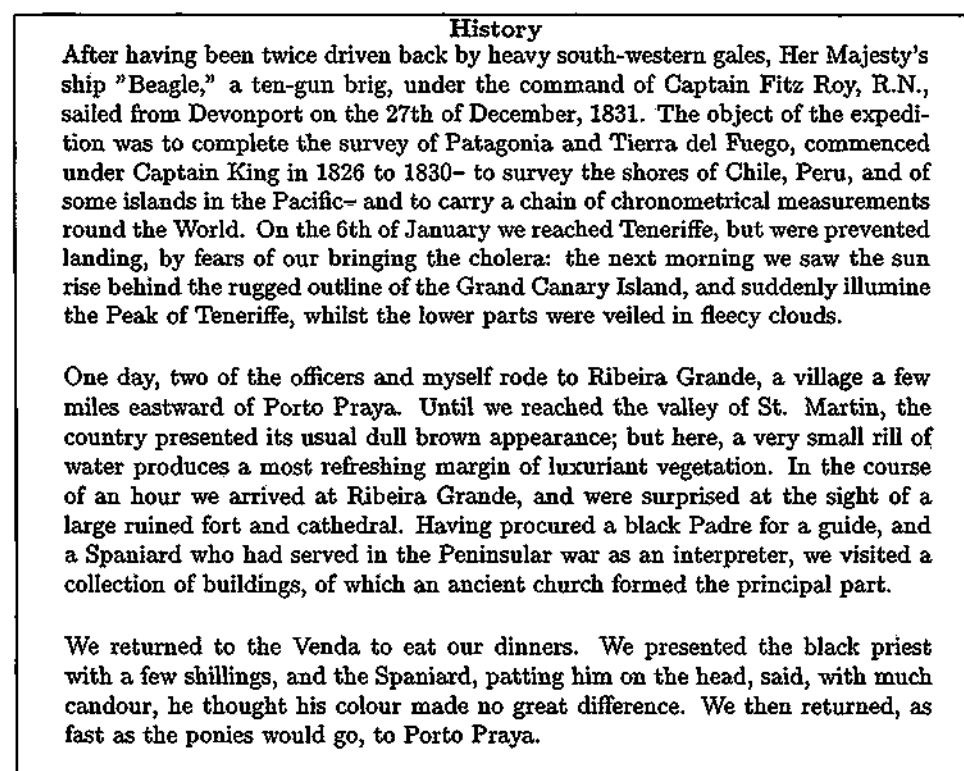 History
After having been twice driven back by heavy south-western gales, Her Majesty's
ship "Beagle," a ten-gun brig, under the command of Captain Fitz Roy, R.N.,
sailed from Devonport on the 27th of December, 1831. The object of the expedi-
tion was to complete the survey of Patagonia and Tierra del Fuego, commenced
under Captain King in 1826 to 1830– to survey the shores of Chile, Peru, and of
some islands in the Pacific– and to carry a chain of chronometrical measurements
round the World. On the 6th of January we reached Teneriffe, but were prevented
landing, by fears of our bringing the cholera: the next morning we saw the sun
rise behind the rugged outline of the Grand Canary Island, and suddenly illumine
the Peak of Teneriffe, whilst the lower parts were veiled in fleecy clouds.

One day, two of the officers and myself rode to Ribeira Grande, a village a few
miles eastward of Porto Praya. Until we reached the valley of St. Martin, the
country presented its usual dull brown appearance; but here, a very small rill of
water produces a most refreshing margin of luxuriant vegetation. In the course
of an hour we arrived at Ribeira Grande, and were surprised at the sight of a
large ruined fort and cathedral. Having procured a black Padre for a guide, and
a Spaniard who had served in the Peninsular war as an interpreter, we visited a
collection of buildings, of which an ancient church formed the principal part.

We returned to the Venda to eat our dinners. We presented the black priest
with a few shillings, and the Spaniard, patting him on the head, said, with much
candour, he thought his colour made no great difference. We then returned, as
fast as the ponies would go, to Porto Praya.